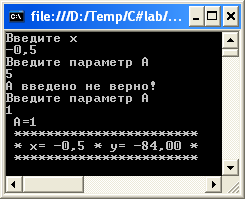 file:///D:/Temp/C#lab/...
Введите x
-0,5
Введите параметр A
5
A введено не верно!
Введите параметр A
1
A=1
*************************
* x= -0,5 * y= -84,00 *
*************************